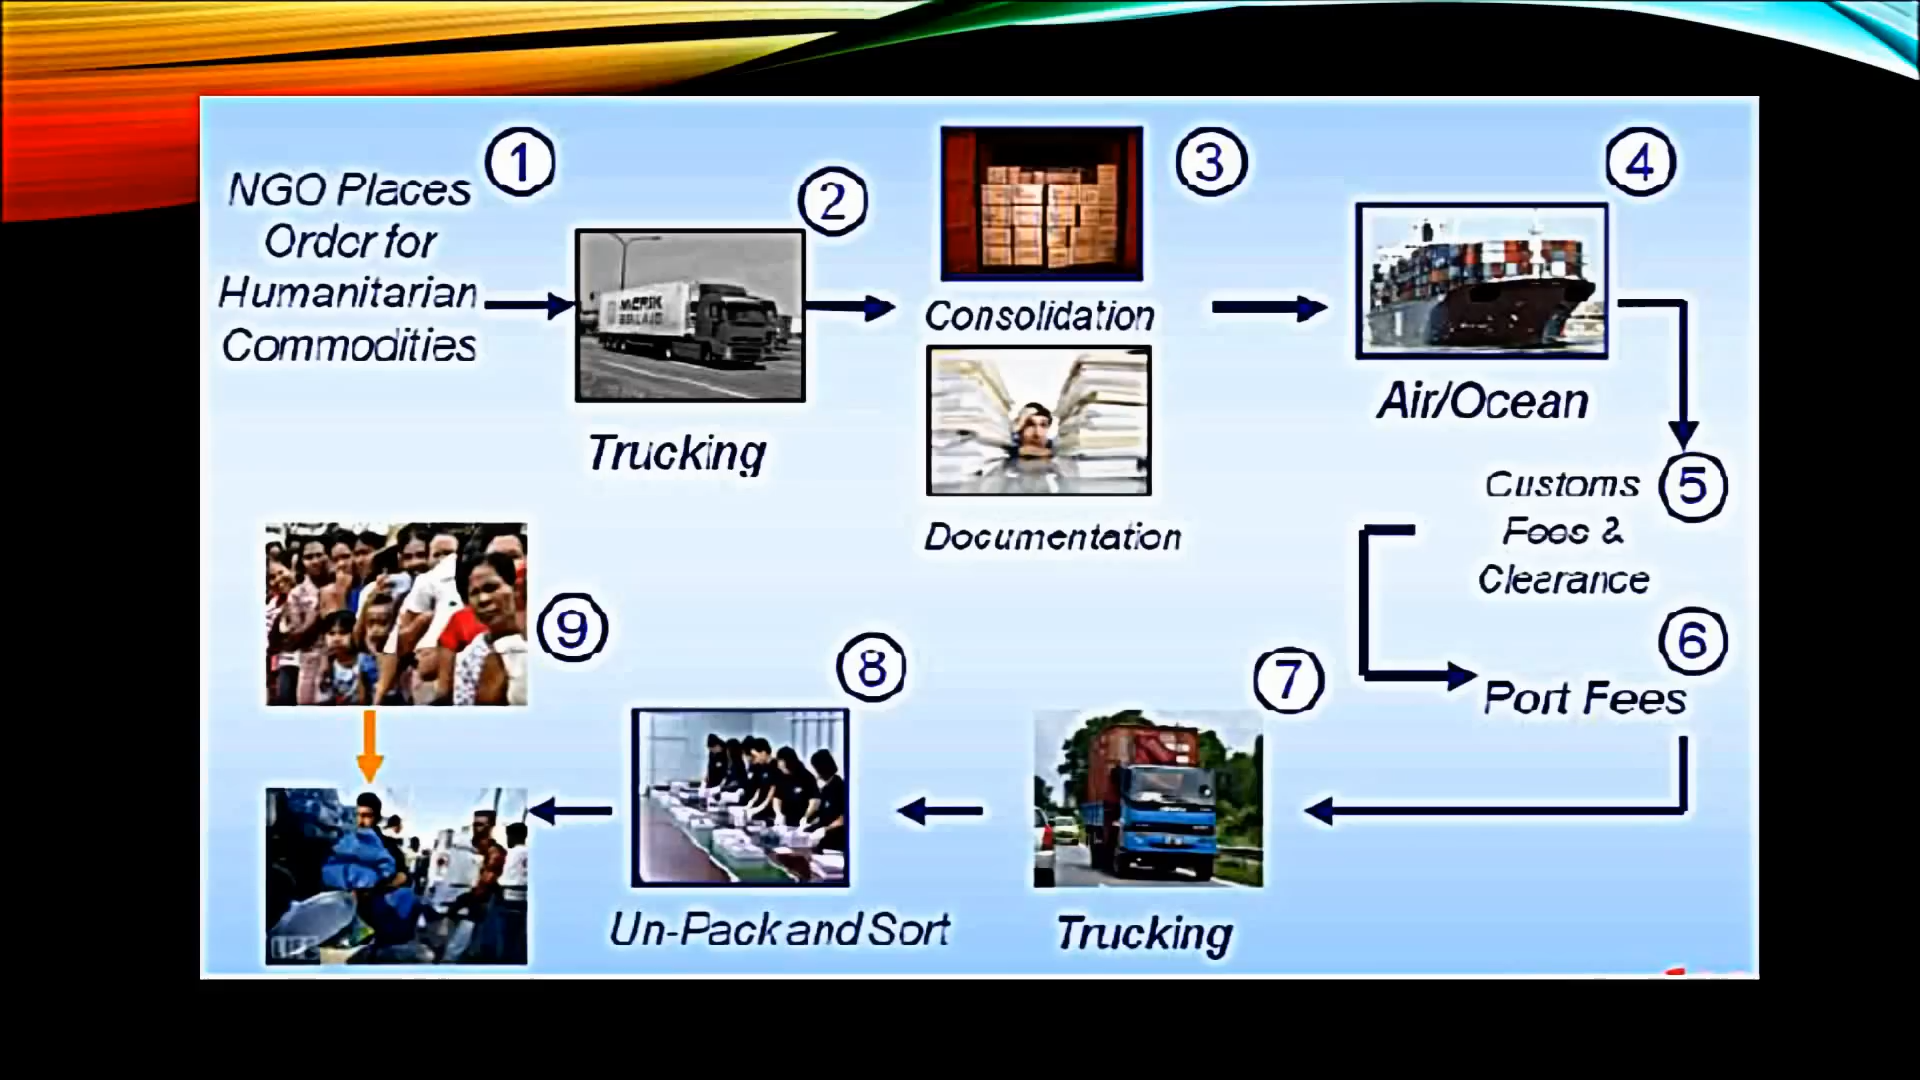 1
NGO Places
Order for
Humanitarian
Commodities
2
Trucking
3
Consolidation
Documentation
4
Air/Ocean
5
Customs
Fees &
Clearance
6
Port Fees
7
Trucking
8
Un-Pack and Sort
9